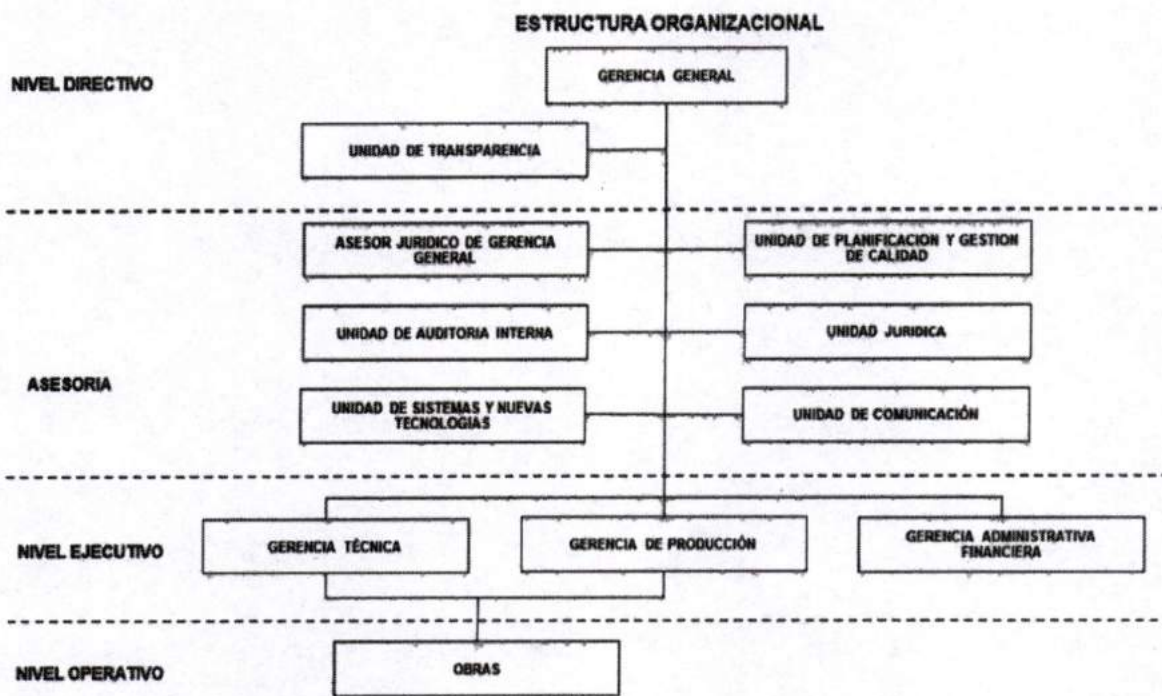 ESTRUCTURA ORGANIZACIONAL
NIVEL DIRECTIVO
GERENCIA GENERAL
UNIDAD DE TRANSPARENCIA
ASESORIA
ASESOR JURIDICO DE GERENCIA
GENERAL
UNIDAD DE PLANIFICACION Y GESTION
DE CALIDAD
UNIDAD DE AUDITORIA INTERNA
UNIDAD JURIDICA
UNIDAD DE SISTEMAS Y NUEVAS
TECNOLOGIAS
UNIDAD DE COMUNICACIÓN
NIVEL EJECUTIVO
GERENCIA TÉCNICA
GERENCIA DE PRODUCCIÓN
GERENCIA ADMINISTRATIVA
FINANCIERA
NIVEL OPERATIVO
OBRAS